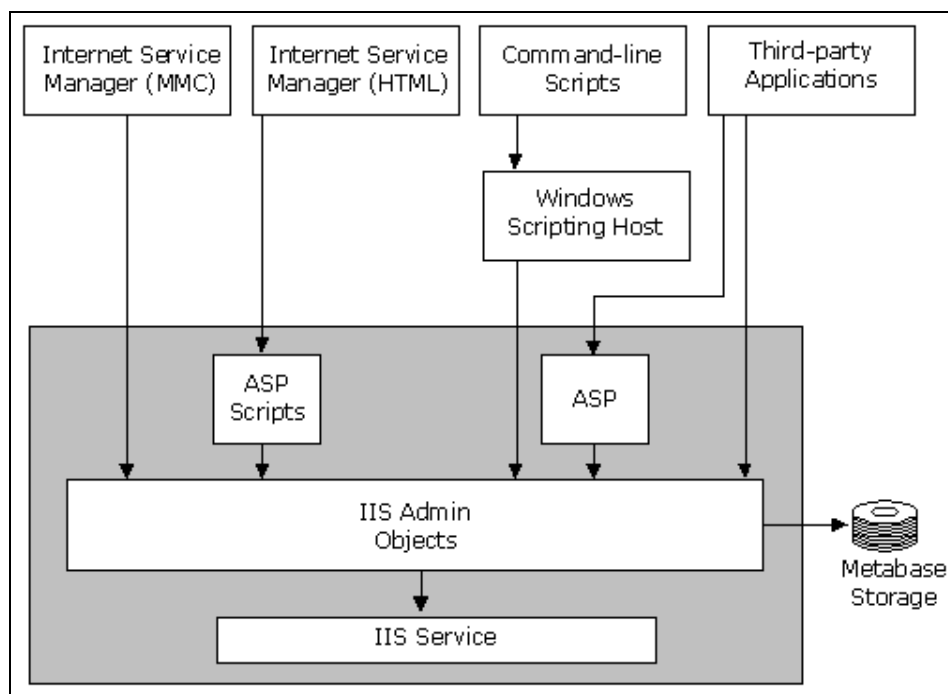 Internet Service
Manager (MMC)
Internet Service
Manager (HTML)
Command-line
Scripts
Third-party
Applications
Windows
Scripting Host
ASP
Scripts
ASP
IIS Admin
Objects
Metabase
Storage
IIS Service